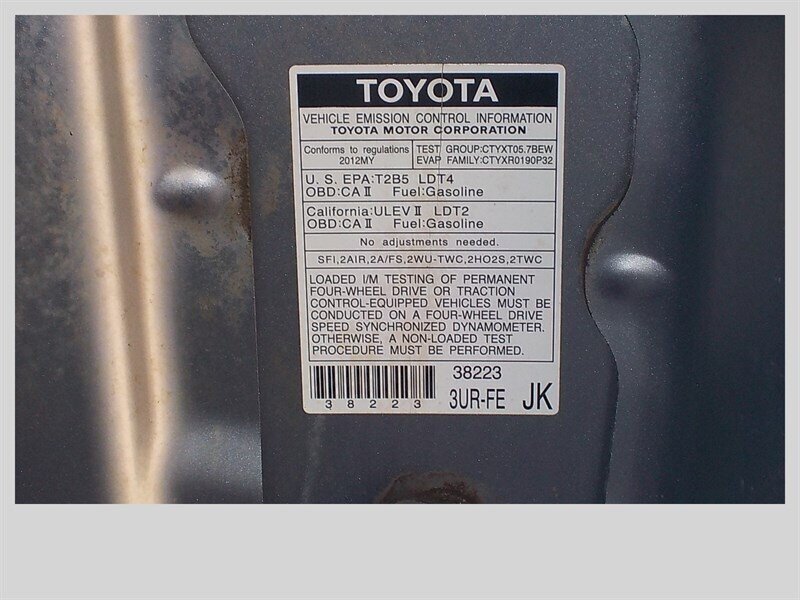 TOYOTA
VEHICLE EMISSION CONTROL INFORMATION
TOYOTA MOTOR CORPORATION
Conforms to regulations
2012MY
TEST GROUP:CTYXT05.7BEW
EVAP FAMILY:CTYXR0190P32
U. S. EPA:T2B5 LDT4
OBD:CA II Fuel:Gasoline
California:ULEV II LDT2
OBD:CA II Fuel:Gasoline
No adjustments needed.
SFI,2AIR,2A/FS,2WU-TWC,2HO2S,2TWC
LOADED I/M TESTING OF PERMANENT
FOUR-WHEEL DRIVE OR TRACTION
CONTROL-EQUIPPED VEHICLES MUST BE
CONDUCTED ON A FOUR-WHEEL DRIVE
SPEED SYNCHRONIZED DYNAMOMETER.
OTHERWISE, A NON-LOADED TEST
PROCEDURE MUST BE PERFORMED.
38223
38223
3UR-FE JK